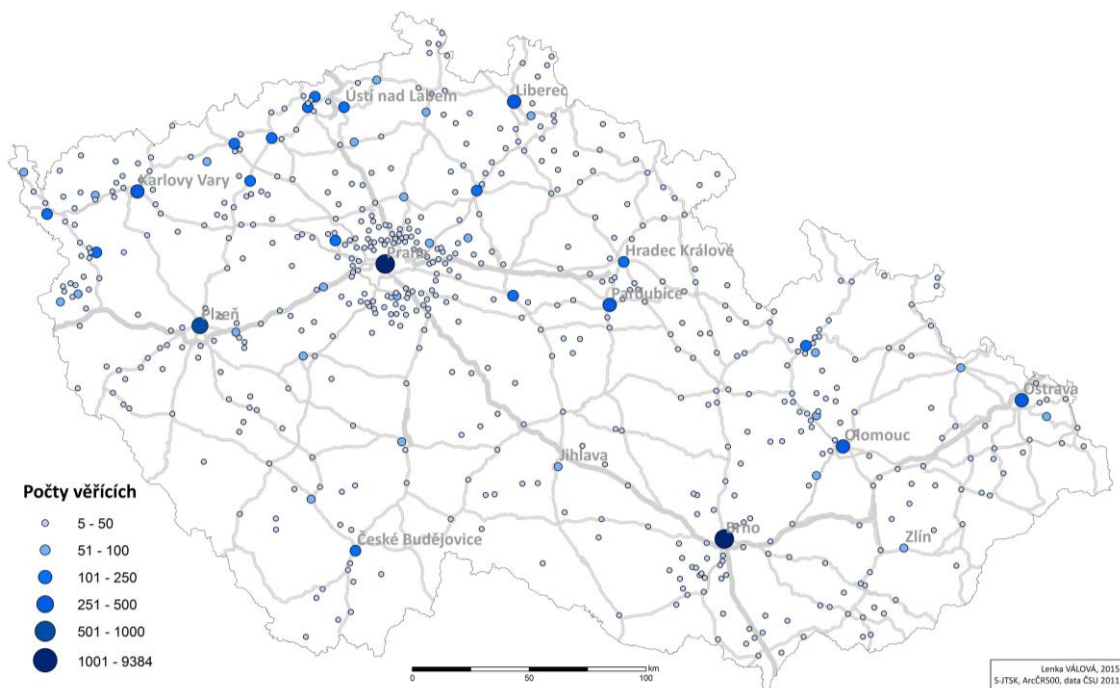 Ústí nad Labem
Liberec
Karlovy Vary
Praha
Hradec Králové
Pardubice
Plzeň
Ostrava
Olomouc
Jihlava
Počty věřících
5 - 50
51 - 100
101 - 250
251 - 500
501 - 1000
1001 - 9384
Brno
Zlín
České Budějovice
0 50 100 km
Lenka VÁLOVÁ, 2015
S-JTSK, ArcČR500, data ČSU 2011